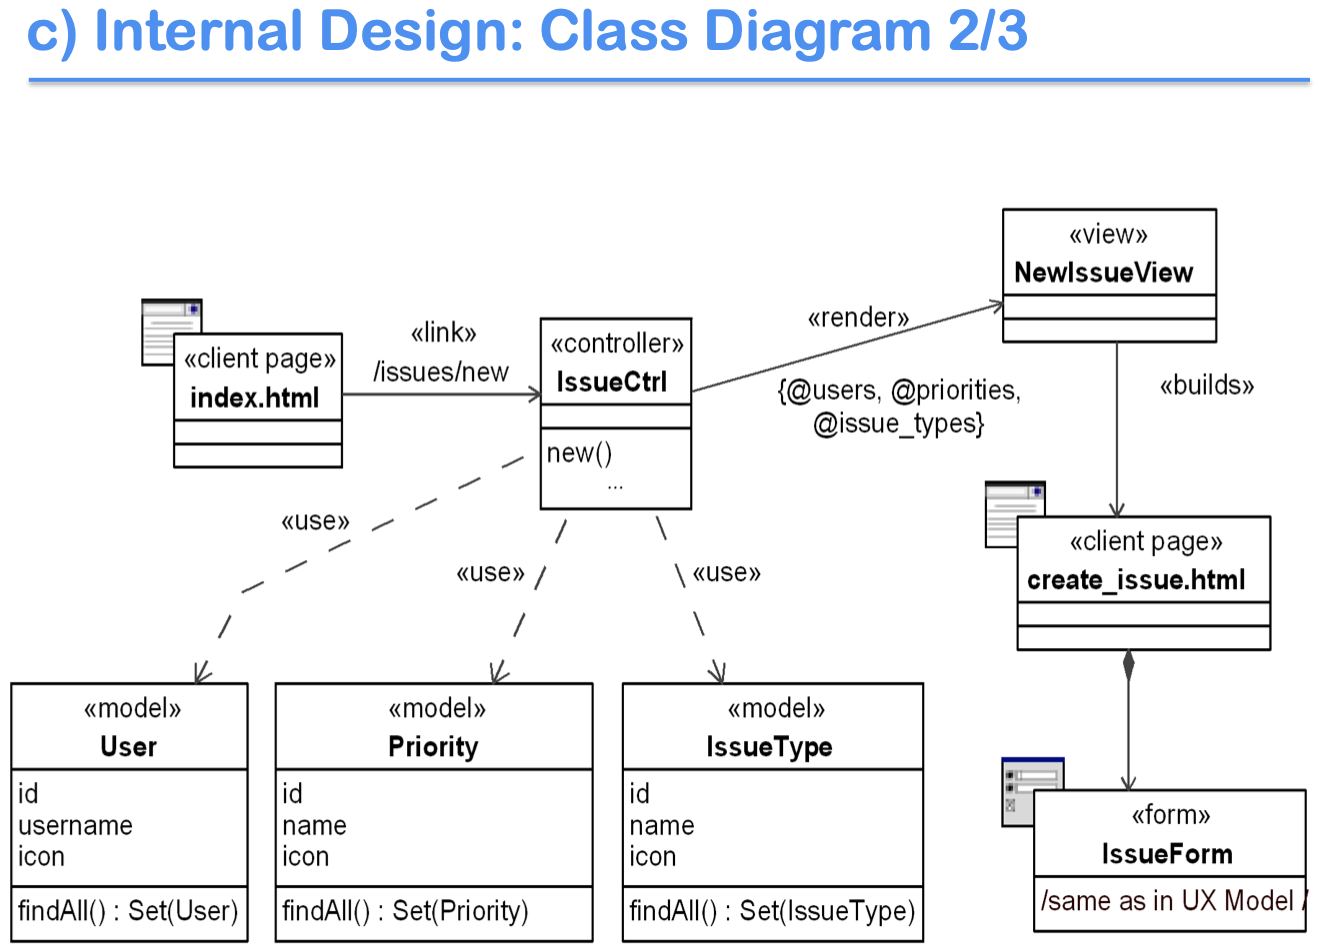 c) Internal Design: Class Diagram 2/3
«view»
NewIssueView
«client page»
index.html
«link»
/issues/new
«controller»
IssueCtrl
new()
...
«render»
{@users, @priorities,
@issue_types}
«builds»
«use»
«use»
«use»
«client page»
create_issue.html
«model»
User
id
username
icon
findAll() : Set(User)
«model»
Priority
id
name
icon
findAll() : Set(Priority)
«model»
IssueType
id
name
icon
findAll() : Set(IssueType)
«form»
IssueForm
/same as in UX Model /